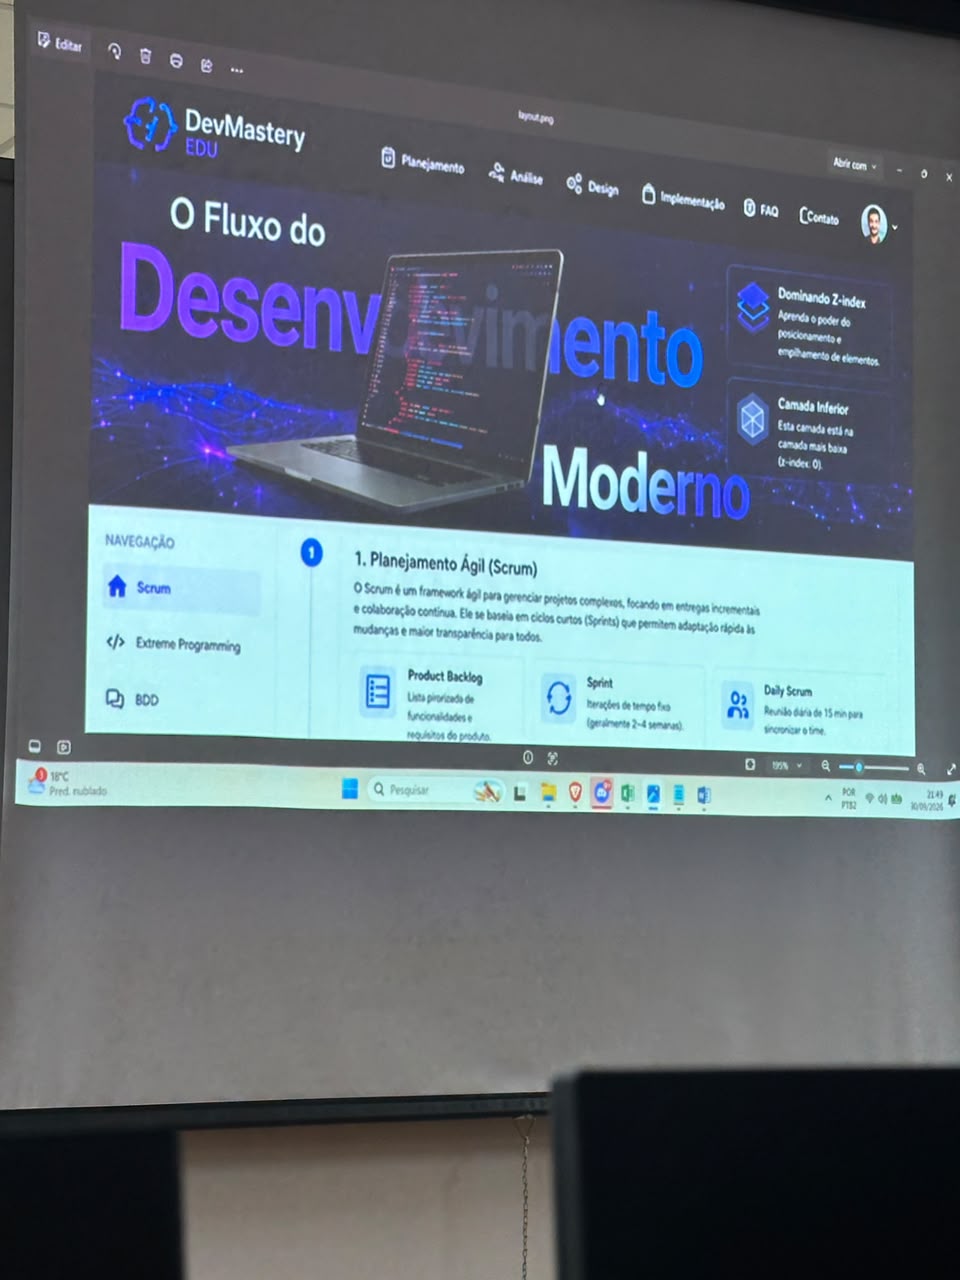 Editar
layout.png
Abrir com
DevMastery
EDU
Planejamento
Análise
Design
Implementação
FAQ
Contato
O Fluxo do
Desenvolvimento
Moderno
Dominando Z-index
Aprenda o poder do
posicionamento e
empilhamento de elementos.
Camada Inferior
Esta camada está na
camada mais baixa
(z-index: 0).
NAVEGAÇÃO
Scrum
Extreme Programming
BDD
1
1. Planejamento Ágil (Scrum)
O Scrum é um framework ágil para gerenciar projetos complexos, focando em entregas incrementais
e colaboração contínua. Ele se baseia em ciclos curtos (Sprints) que permitem adaptação rápida às
mudanças e maior transparência para todos.
Product Backlog
Lista priorizada de
funcionalidades e
requisitos do produto.
Sprint
Iterações de tempo fixo
(geralmente 2-4 semanas).
Daily Scrum
Reunião diária de 15 min para
sincronizar o time.
195%
1
18°C
Pred. nublado
Pesquisar
POR
PTB2
21:49